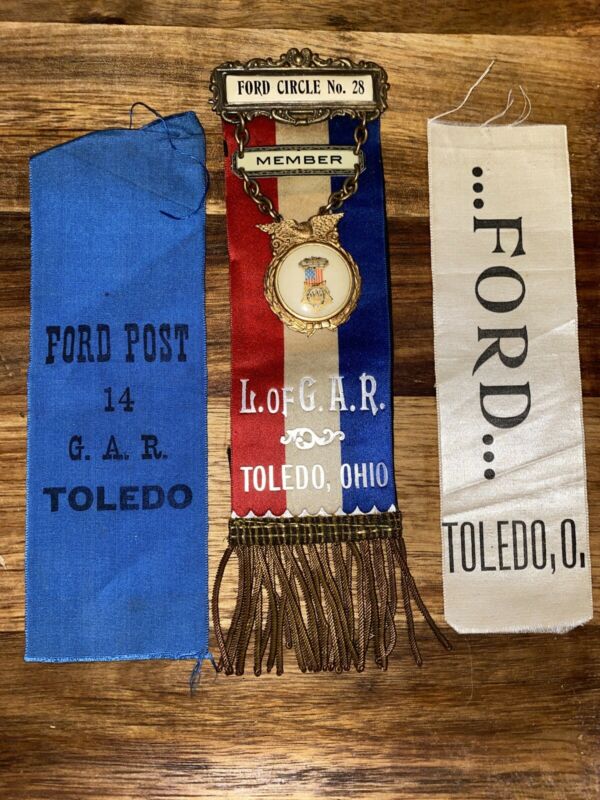 FORD POST
14
G. A. R.
TOLEDO
FORD CIRCLE No. 28
MEMBER
L. OF G. A. R.
TOLEDO, OHIO
...FORD...
TOLEDO, O.